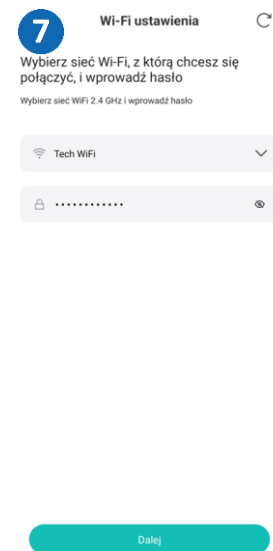 7
Wi-Fi ustawienia
Wybierz sieć Wi-Fi, z którą chcesz się
połączyć, i wprowadź hasło
Wybierz sieć WiFi 2.4 GHz i wprowadź hasło
Tech WiFi
············
Dalej